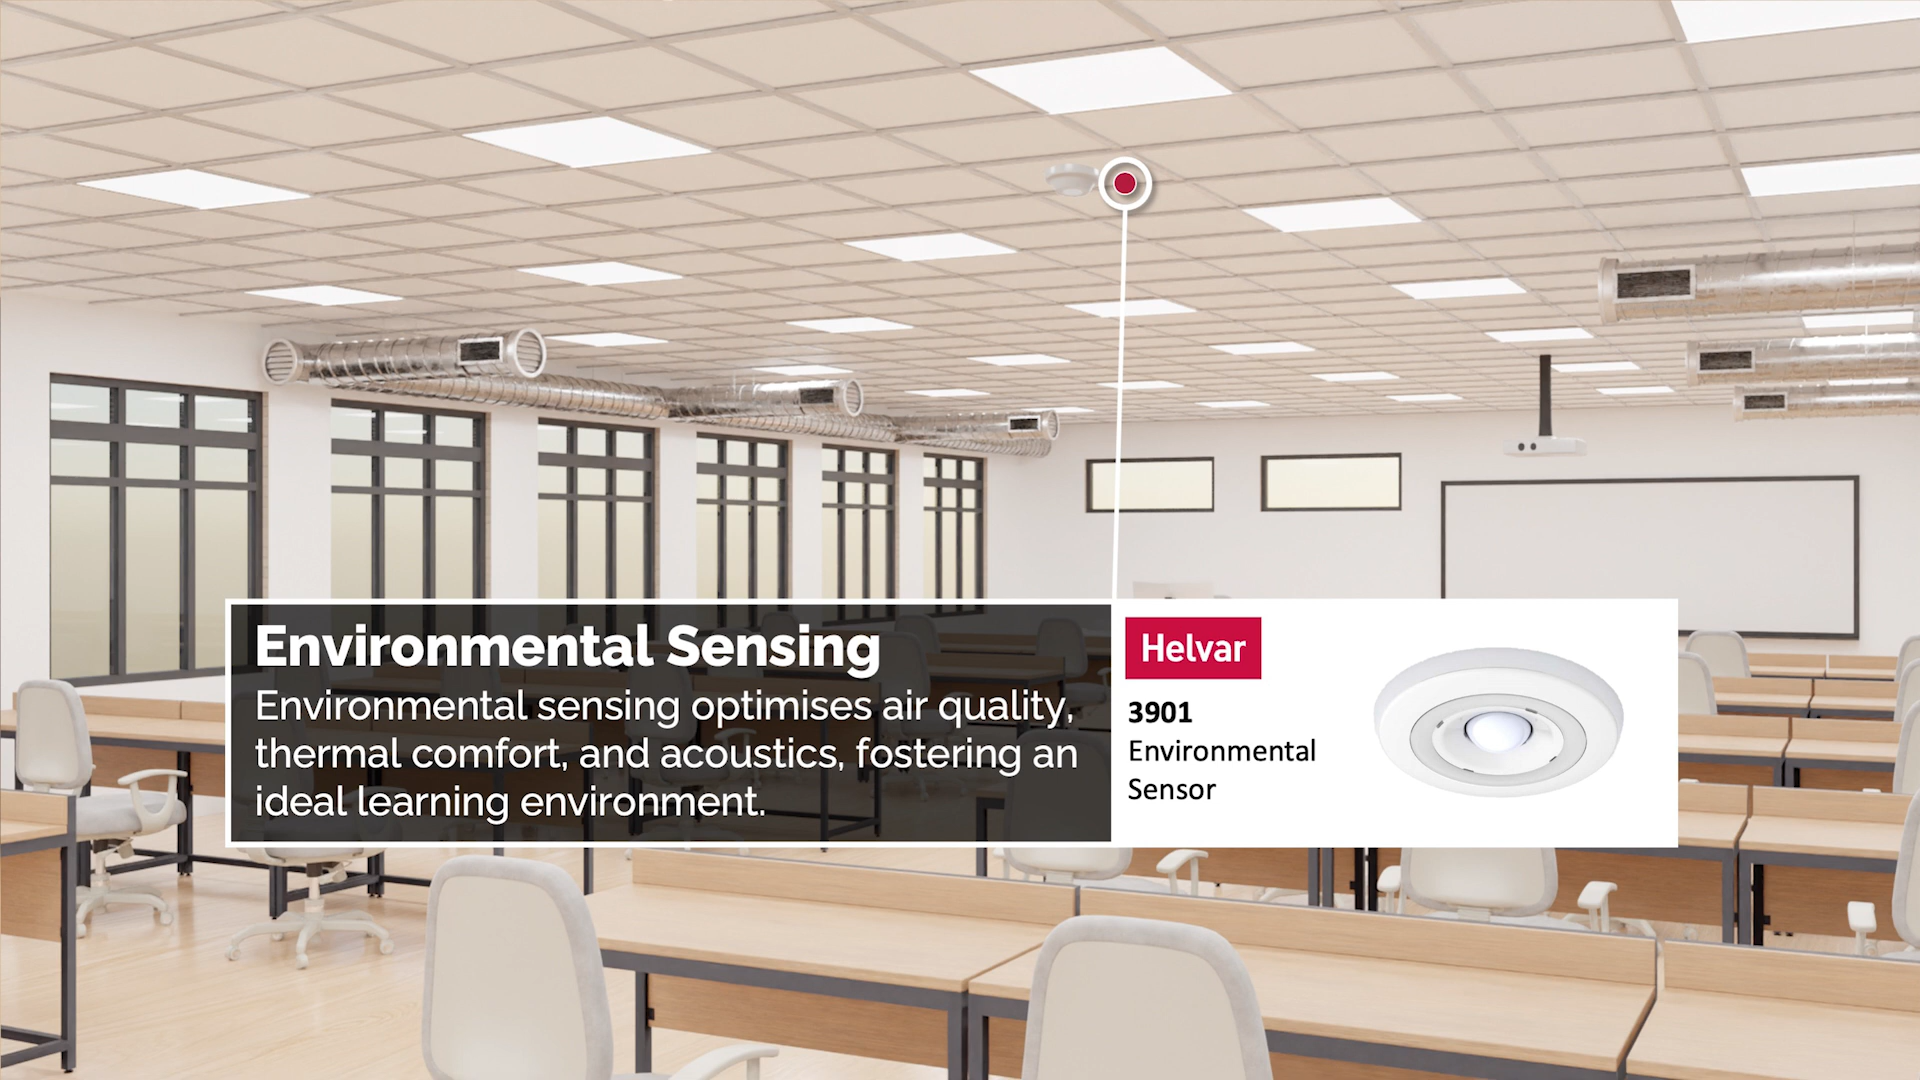 Environmental Sensing
Environmental sensing optimises air quality,
thermal comfort, and acoustics, fostering an
ideal learning environment.
Helvar
3901
Environmental
Sensor